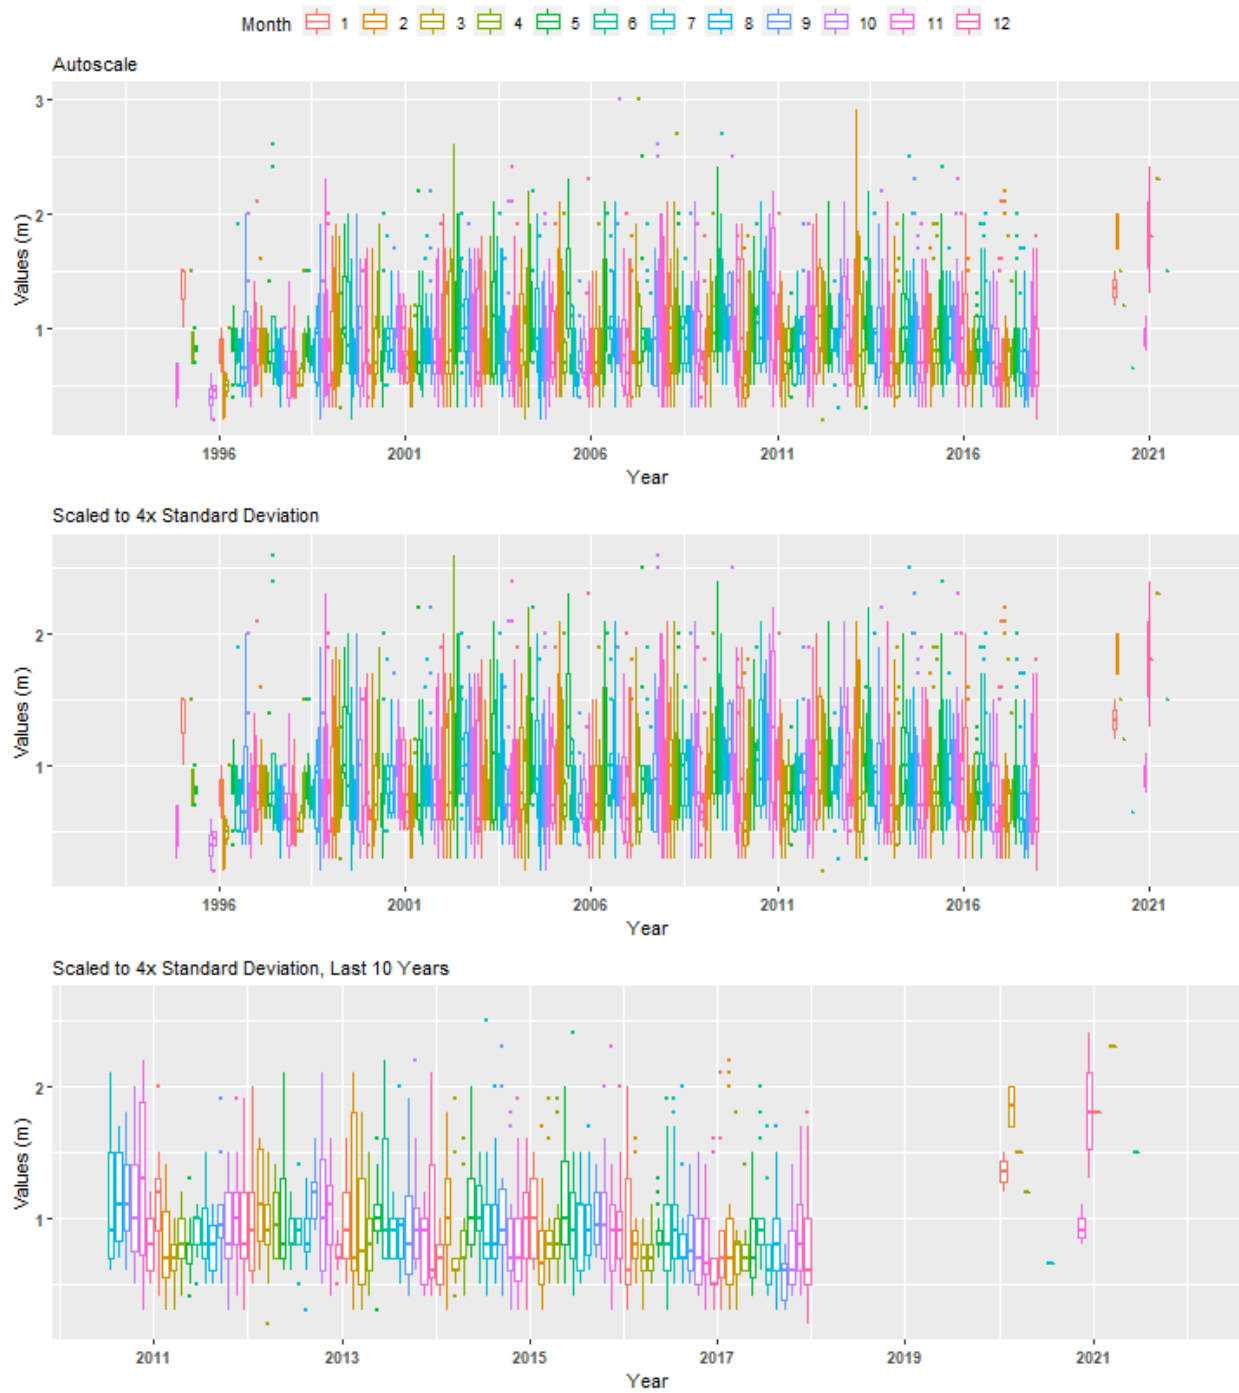 Month 1 2 3 4 5 6 7 8 9 10 11 12
Autoscale
3
2
1
Values (m)
1996 2001 2006 2011 2016 2021
Year
Scaled to 4x Standard Deviation
2
1
Values (m)
1996 2001 2006 2011 2016 2021
Year
Scaled to 4x Standard Deviation, Last 10 Years
2
1
Values (m)
2011 2013 2015 2017 2019 2021
Year